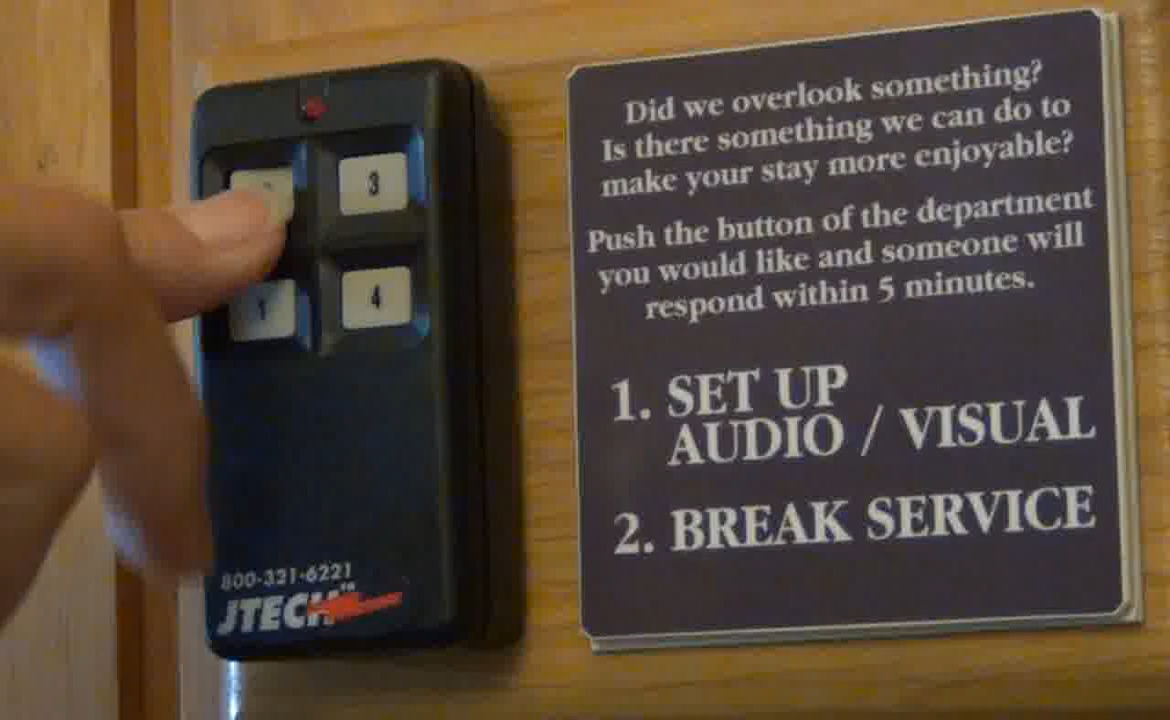 3
1
4
800-321-6221
JTECH™
Did we overlook something?
Is there something we can do to
make your stay more enjoyable?
Push the button of the department
you would like and someone will
respond within 5 minutes.
1. SET UP
AUDIO / VISUAL
2. BREAK SERVICE